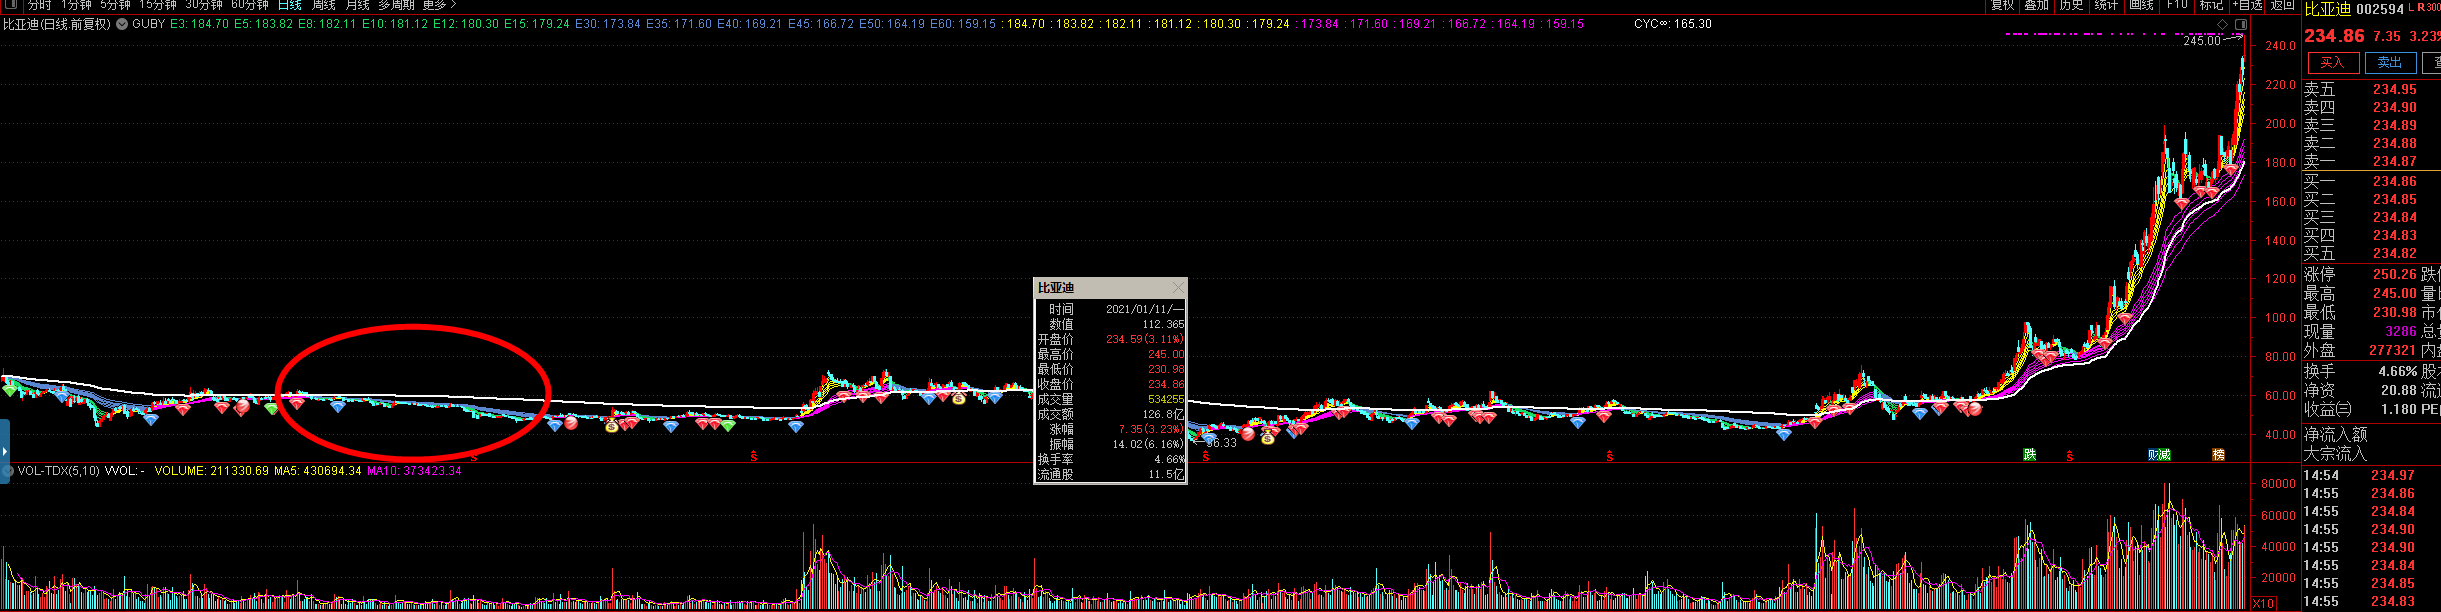 分时 1分钟 5分钟 15分钟 30分钟 60分钟 日线 周线 月线 多周期 更多>
复权 叠加 历史 统计 画线 F10 标记 +自选 返回
比亚迪(日线 前复权) GUBY E3: 184.70 E5: 183.82 E8: 182.11 E10: 181.12 E12: 180.30 E15: 179.24 E30: 173.84 E35: 171.60 E40: 169.21 E45: 166.72 E50: 164.19 E60: 159.15 : 184.70 : 183.82 : 182.11 : 181.12 : 180.30 : 179.24 : 173.84 : 171.60 : 169.21 : 166.72 : 164.19 : 159.15 CYC∞: 165.30
245.00
240.0
220.0
200.0
180.0
160.0
140.0
120.0
100.0
80.00
60.00
40.00
比亚迪
时间 2021/01/11/一
数值 112.365
开盘价 234.59(3.11%)
最高价 245.00
最低价 230.98
收盘价 234.86
成交量 534255
成交额 126.8亿
涨幅 7.35(3.23%)
振幅 14.02(6.16%)
换手率 4.66%
流通股 11.5亿
36.33
跌 财 减 榜
VOL-TDX(5,10) VVOL: - VOLUME: 211330.69 MA5: 430694.34 MA10: 373423.34
80000
60000
40000
20000
X10
比亚迪 002594 L R 300
234.86 7.35 3.23%
买入 卖出
卖五 234.95
卖四 234.90
卖三 234.89
卖二 234.88
卖一 234.87
买一 234.86
买二 234.85
买三 234.84
买四 234.83
买五 234.82
涨停 250.26 跌
最高 245.00 量
最低 230.98 市
现量 3286 总
外盘 277321 内
换手 4.66% 股
净资 20.88 流
收益㈢ 1.180 PE
净流入额
大宗流入
14:54 234.97
14:55 234.86
14:55 234.84
14:55 234.90
14:55 234.90
14:55 234.84
14:55 234.85
14:55 234.83